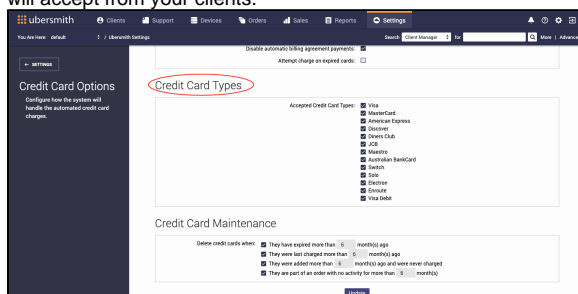 will accept from your clients.
ubersmith Clients Support Devices Orders Sales Reports Settings
You Are Here: default / Ubersmith Settings Search Client Manager for More | Advance
Disable automatic billing agreement payments:
← SETTINGS
Attempt charge on expired cards:
Credit Card Options
Configure how the system will
handle the automated credit card
charges.
Credit Card Types
Accepted Credit Card Types: Visa
MasterCard
American Express
Discover
Diners Club
JCB
Maestro
Australian BankCard
Switch
Solo
Electron
Enroute
Visa Debit
Credit Card Maintenance
Delete credit cards when: They have expired more than 6 month(s) ago
They were last charged more than 6 month(s) ago
They were added more than 6 month(s) ago and were never charged
They are part of an order with no activity for more than 6 month(s)
Update